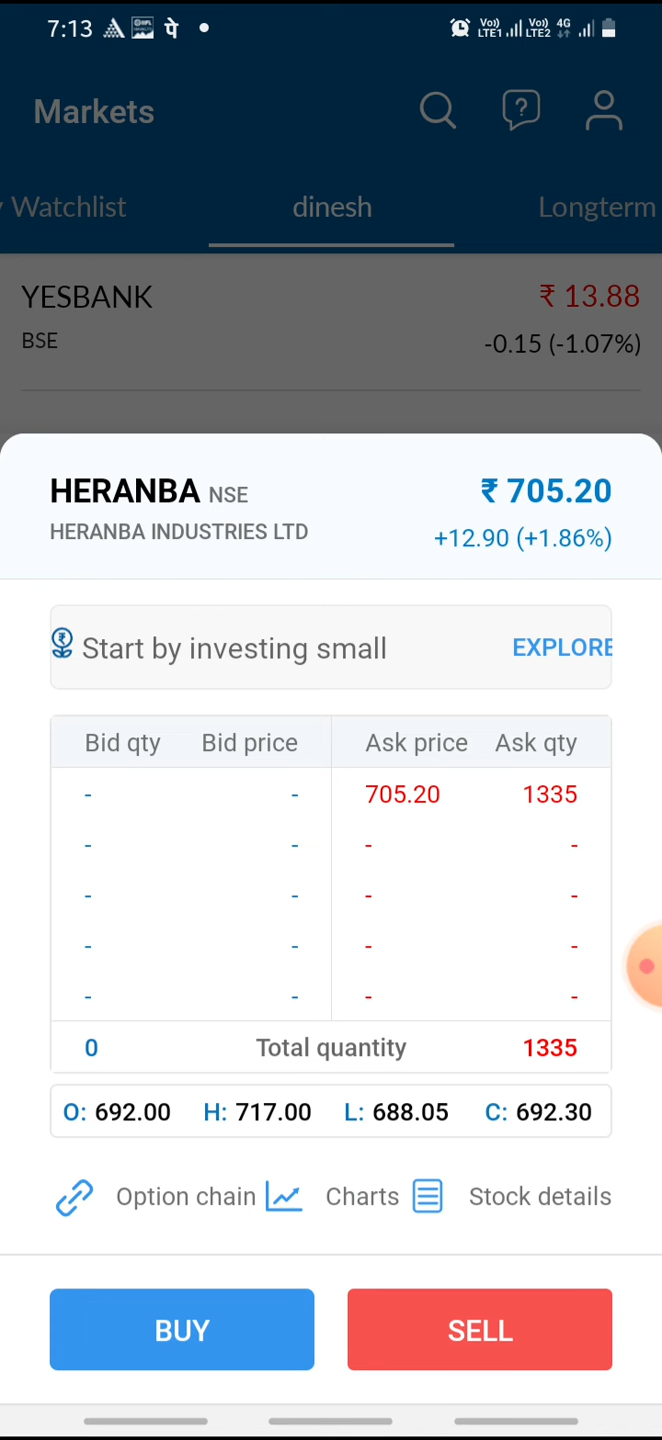 7:13 पे Vo) LTE1 Vo) LTE2 4G
Markets
y Watchlist dinesh Longterm
YESBANK ₹ 13.88
BSE -0.15 (-1.07%)
HERANBA NSE ₹ 705.20
HERANBA INDUSTRIES LTD +12.90 (+1.86%)
Start by investing small EXPLORE
Bid qty Bid price Ask price Ask qty
- - 705.20 1335
- - - -
- - - -
- - - -
- - - -
0 Total quantity 1335
O: 692.00 H: 717.00 L: 688.05 C: 692.30
Option chain Charts Stock details
BUY SELL